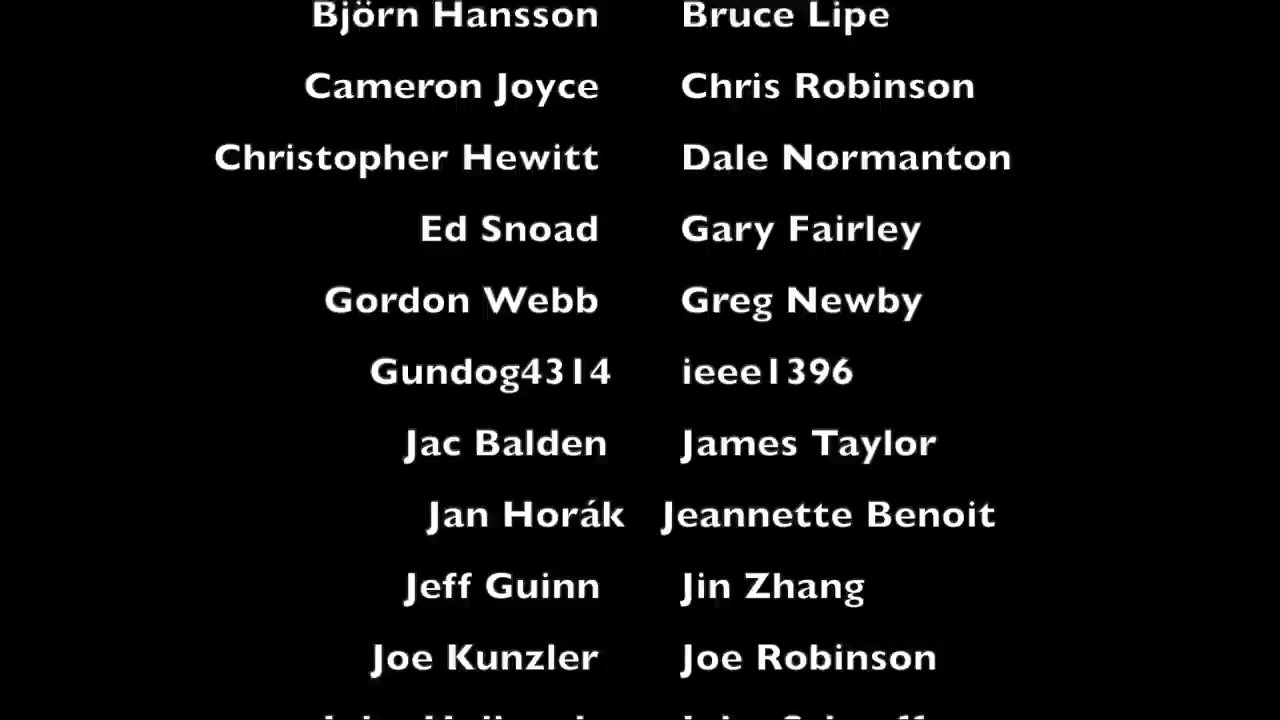 Björn Hansson Bruce Lipe
Cameron Joyce Chris Robinson
Christopher Hewitt Dale Normanton
Ed Snoad Gary Fairley
Gordon Webb Greg Newby
Gundog4314 ieee1396
Jac Balden James Taylor
Jan Horák Jeannette Benoit
Jeff Guinn Jin Zhang
Joe Kunzler Joe Robinson